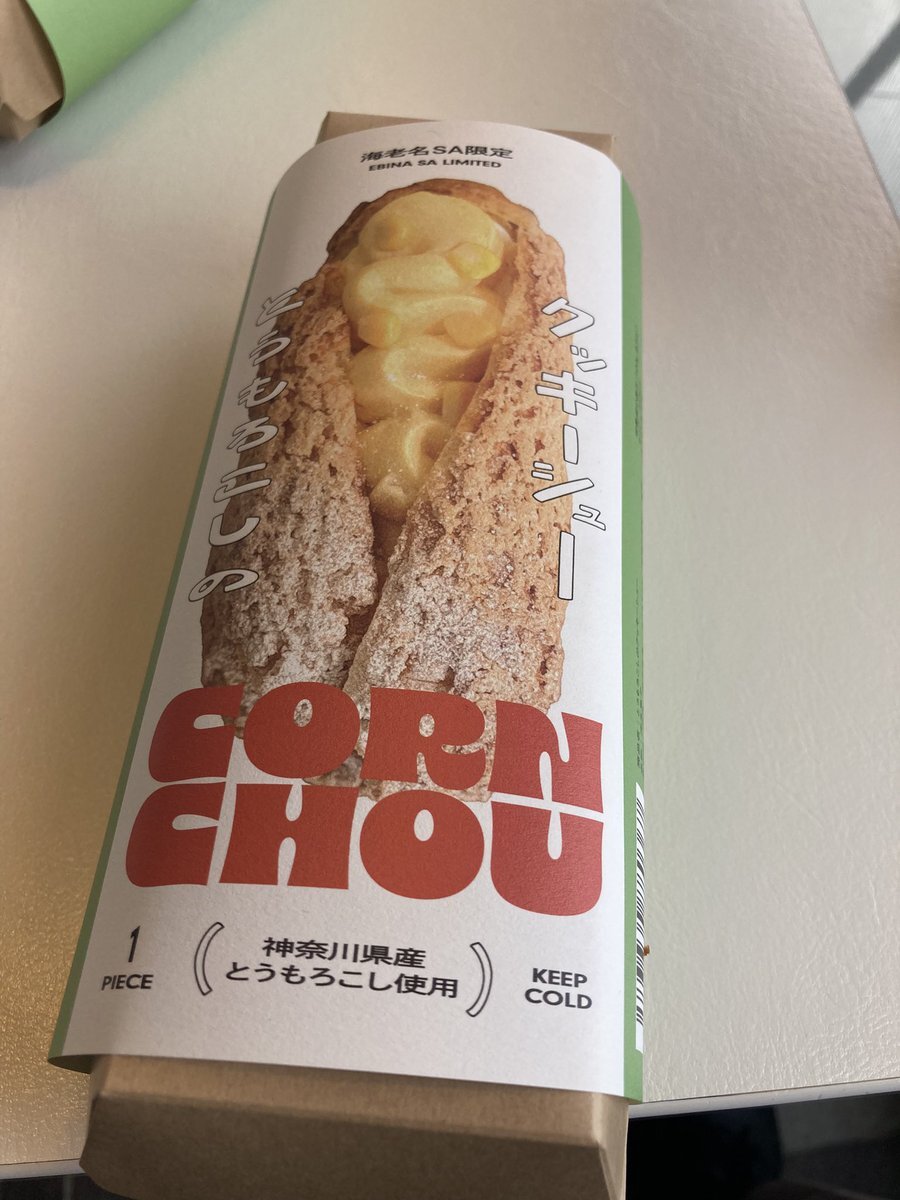 海老名SA限定
EBINA SA LIMITED
クッキーシュー
とうもろこしの
CORN
CHOU
1
PIECE
神奈川県産
とうもろこし使用
KEEP
COLD